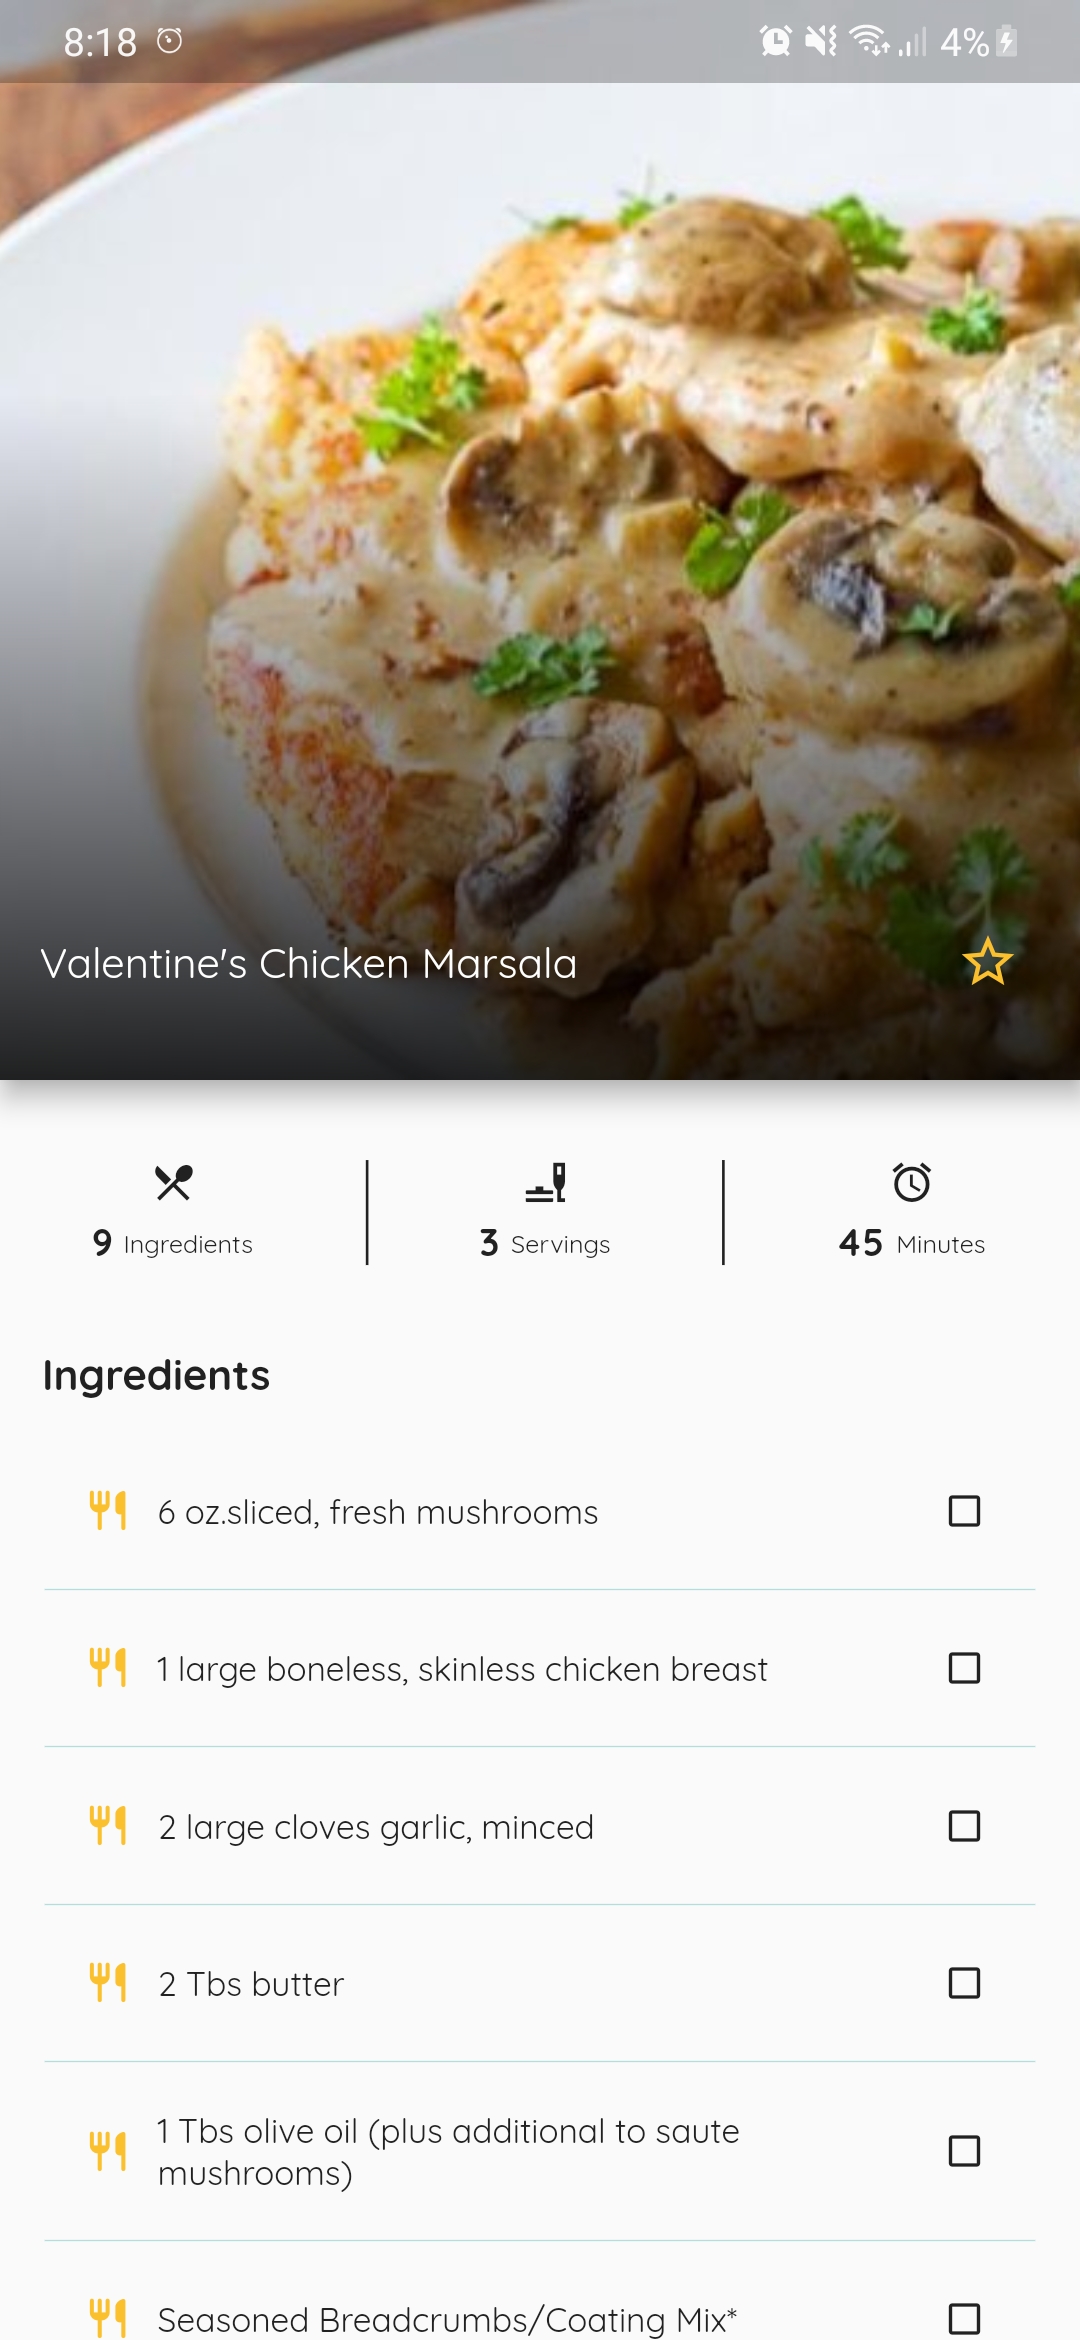 8:18 4%
Valentine's Chicken Marsala
9 Ingredients 3 Servings 45 Minutes
Ingredients
6 oz.sliced, fresh mushrooms
1 large boneless, skinless chicken breast
2 large cloves garlic, minced
2 Tbs butter
1 Tbs olive oil (plus additional to saute
mushrooms)
Seasoned Breadcrumbs/Coating Mix*